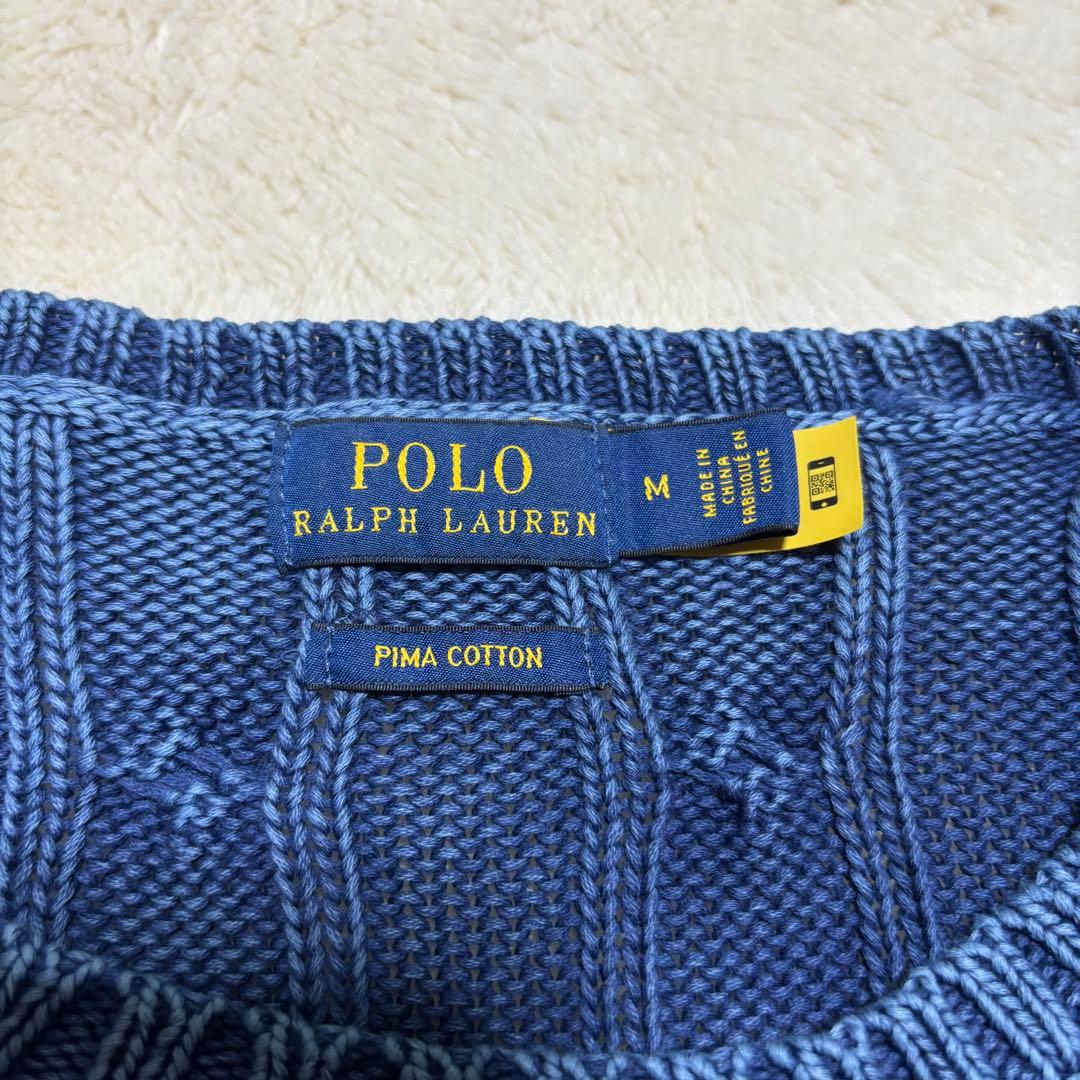 POLO
RALPH LAUREN
M
MADE IN
CHINA
FABRIQUÉ EN
CHINE
PIMA COTTON